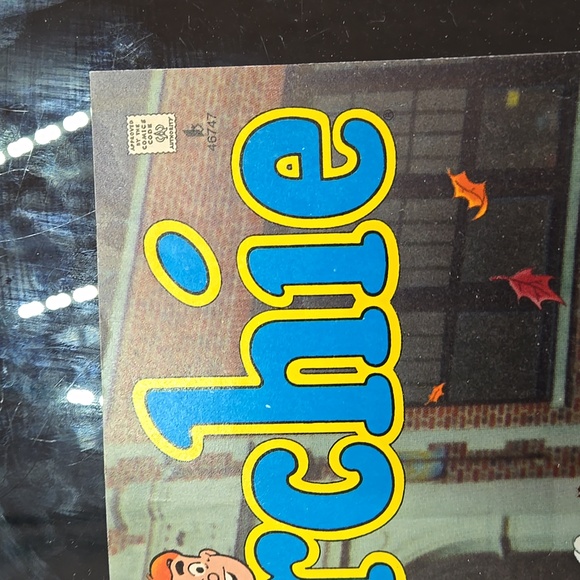 rchie
®
APPROVED
BY THE
COMICS
CODE
AUTHORITY
46747